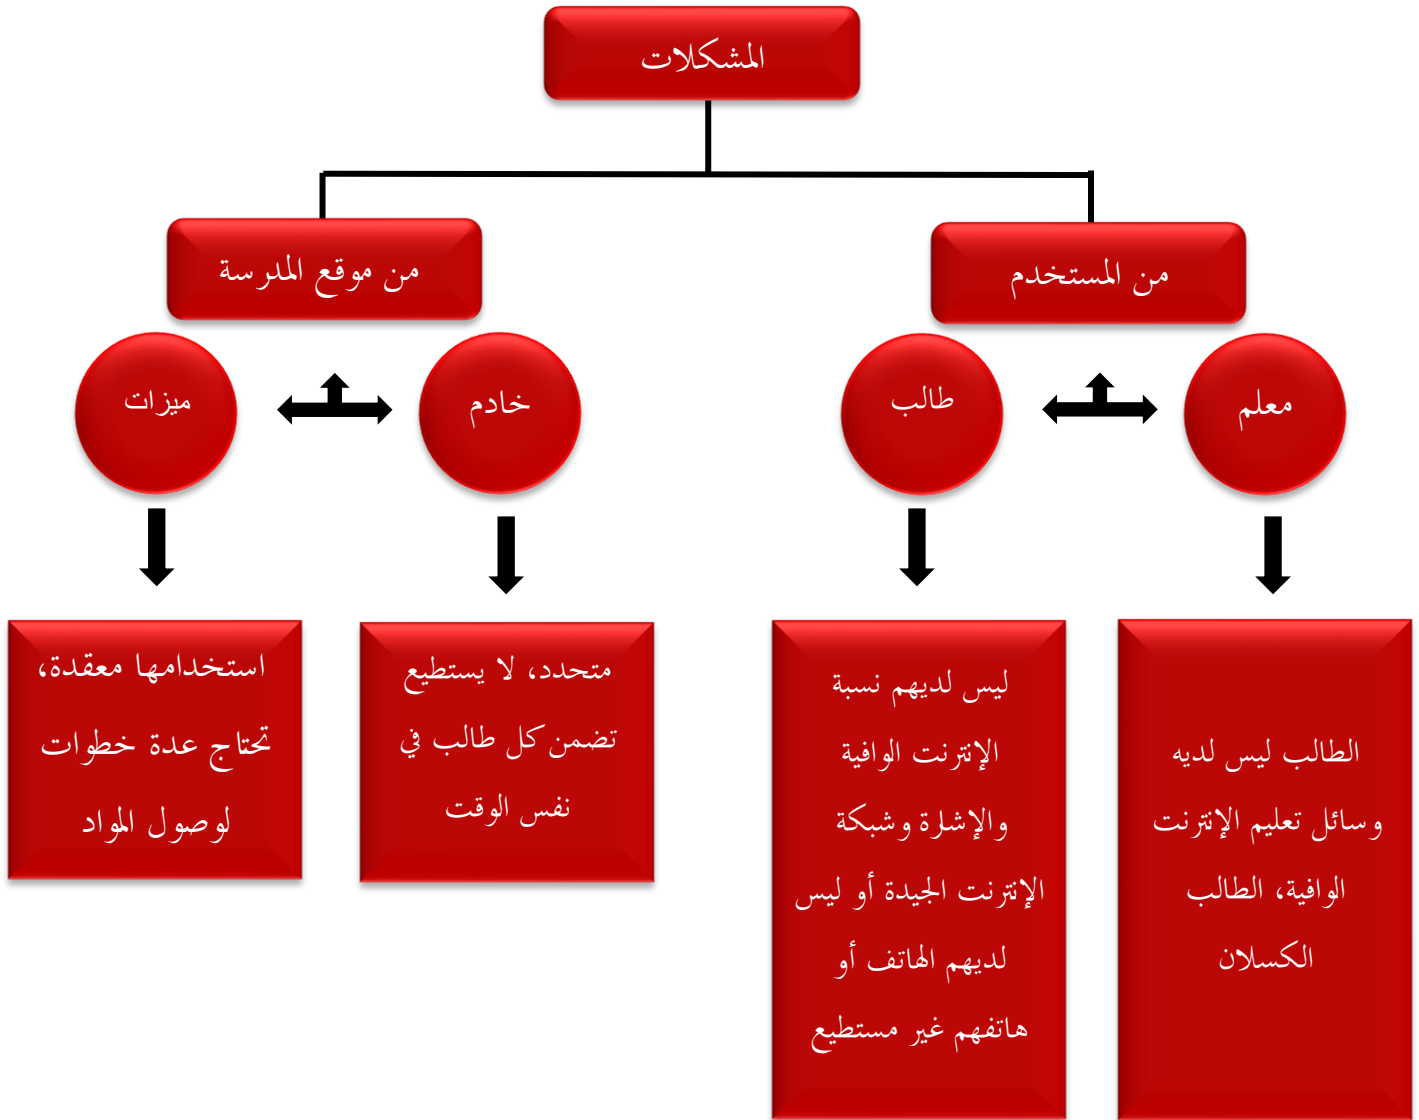 المشكلات
من المستخدم
من موقع المدرسة
معلم
طالب
خادم
ميزات
الطالب ليس لديه
وسائل تعليم الإنترنت
الوافية، الطالب
الكسلان
ليس لديهم نسبة
الإنترنت الوافية
والإشارة وشبكة
الإنترنت الجيدة أو ليس
لديهم الهاتف أو
هاتفهم غير مستطيع
متحدد، لا يستطيع
تضمن كل طالب في
نفس الوقت
استخدامها معقدة،
تحتاج عدة خطوات
لوصول المواد